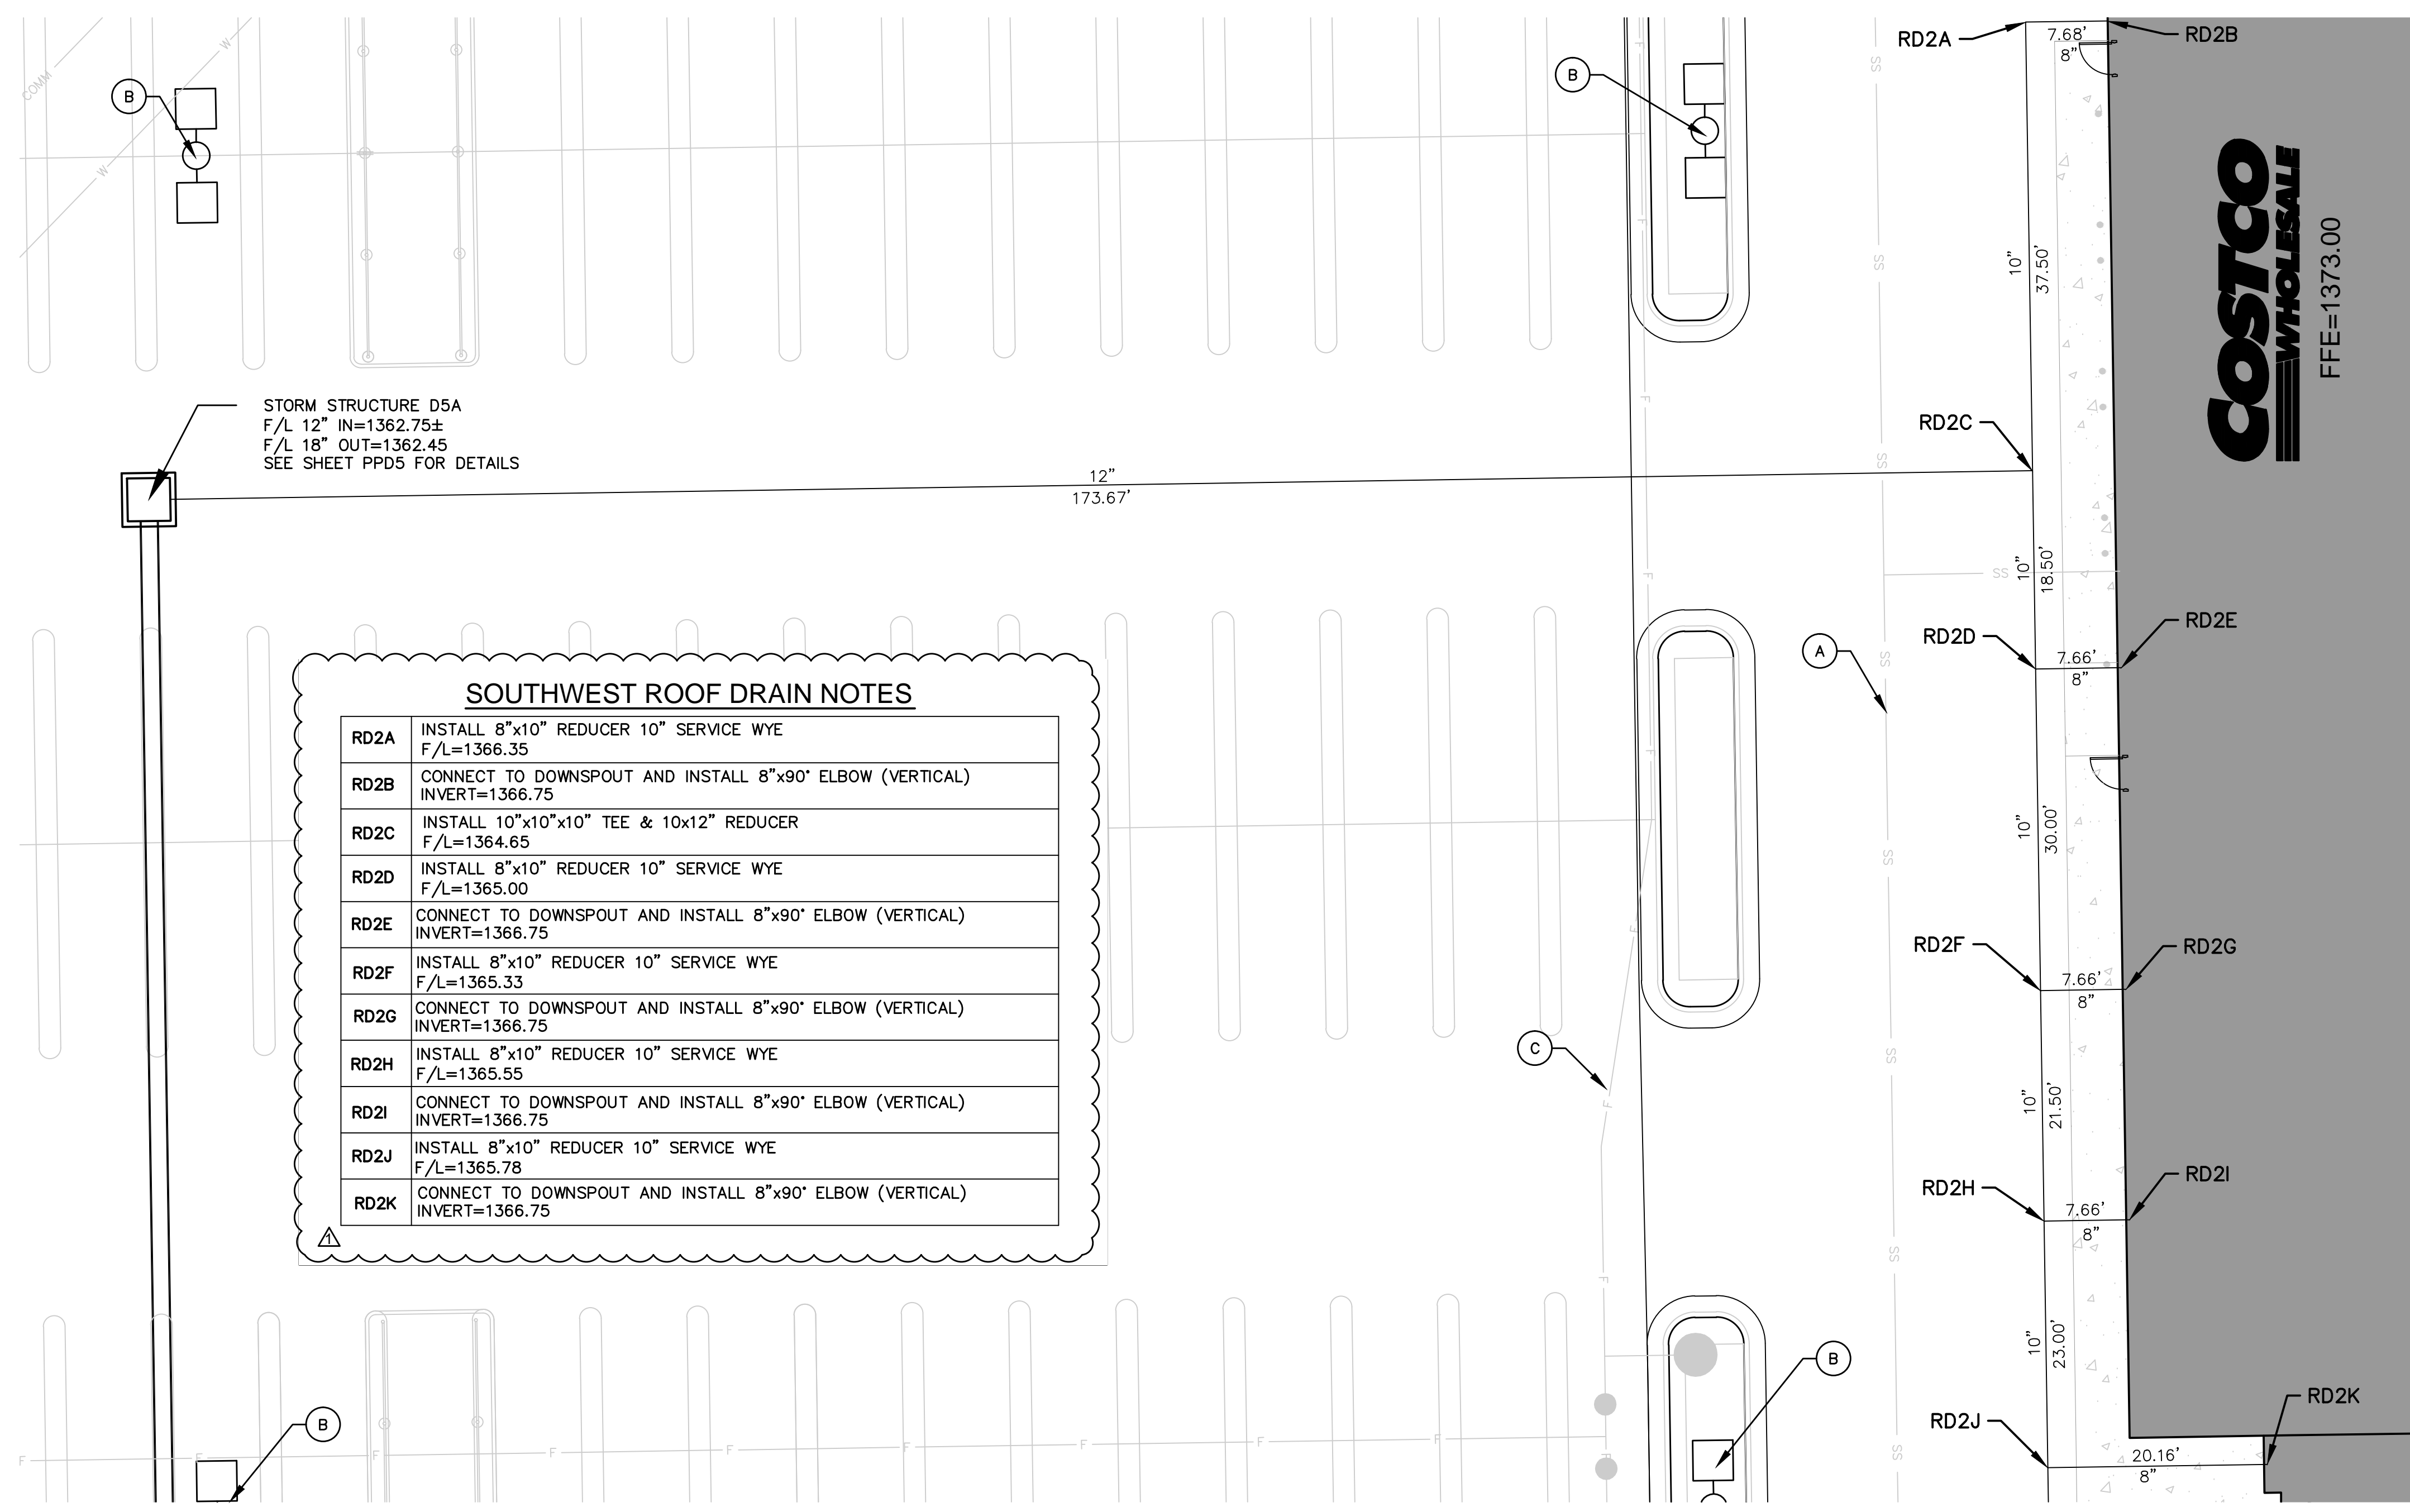 COMM
W
W
B
B
RD2A
7.68’
8”
RD2B
SS
F
F
10”
37.50’
SS
COSTCO
WHOLESALE
FFE=1373.00
STORM STRUCTURE D5A
F/L 12” IN=1362.75±
F/L 18” OUT=1362.45
SEE SHEET PPD5 FOR DETAILS
F
RD2C
12”
173.67’
SS
F
SS
10”
18.50’
RD2D
7.66’
8”
RD2E
A
SS
F
SOUTHWEST ROOF DRAIN NOTES
RD2A INSTALL 8”x10” REDUCER 10” SERVICE WYE
F/L=1366.35
RD2B CONNECT TO DOWNSPOUT AND INSTALL 8”x90° ELBOW (VERTICAL)
INVERT=1366.75
RD2C INSTALL 10”x10”x10” TEE & 10x12” REDUCER
F/L=1364.65
RD2D INSTALL 8”x10” REDUCER 10” SERVICE WYE
F/L=1365.00
RD2E CONNECT TO DOWNSPOUT AND INSTALL 8”x90° ELBOW (VERTICAL)
INVERT=1366.75
RD2F INSTALL 8”x10” REDUCER 10” SERVICE WYE
F/L=1365.33
RD2G CONNECT TO DOWNSPOUT AND INSTALL 8”x90° ELBOW (VERTICAL)
INVERT=1366.75
RD2H INSTALL 8”x10” REDUCER 10” SERVICE WYE
F/L=1365.55
RD2I CONNECT TO DOWNSPOUT AND INSTALL 8”x90° ELBOW (VERTICAL)
INVERT=1366.75
RD2J INSTALL 8”x10” REDUCER 10” SERVICE WYE
F/L=1365.78
RD2K CONNECT TO DOWNSPOUT AND INSTALL 8”x90° ELBOW (VERTICAL)
INVERT=1366.75
1
10”
30.00’
SS
F
RD2F
7.66’
8”
RD2G
C
F
SS
10”
21.50’
RD2H
7.66’
8”
RD2I
SS
F
10”
23.00’
B
RD2J
20.16’
8”
RD2K
B
SS
F
F
F
F
F
F
F
F
F
F